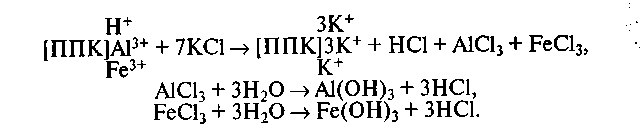 H⁺ 3K⁺
[ППК]Al³⁺ + 7KCl → [ППК]3K⁺ + HCl + AlCl₃ + FeCl₃,
Fe³⁺ K⁺
AlCl₃ + 3H₂O → Al(OH)₃ + 3HCl,
FeCl₃ + 3H₂O → Fe(OH)₃ + 3HCl.